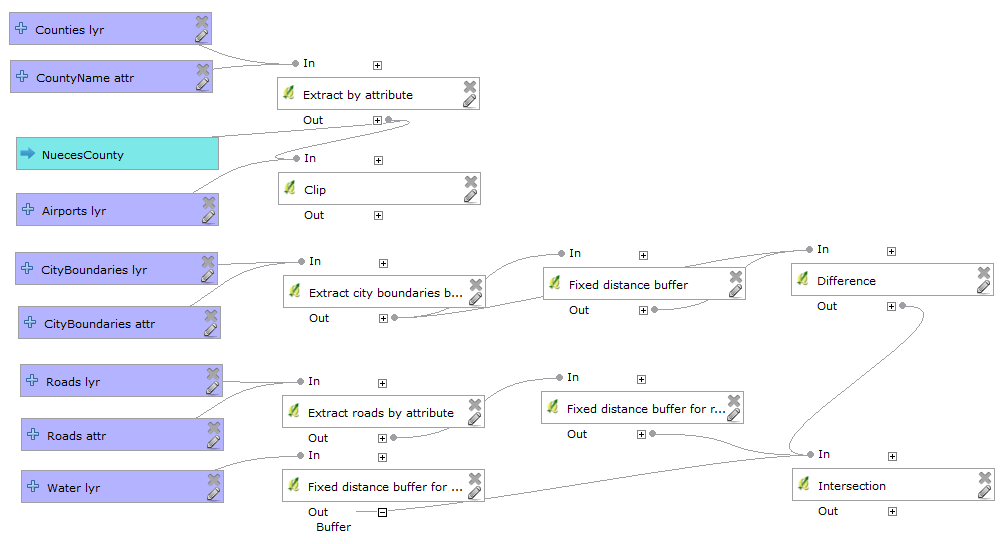 Counties lyr
In
CountyName attr
Extract by attribute
Out
NuecesCounty
In
Clip
Airports lyr
Out
In
In
In
CityBoundaries lyr
Extract city boundaries b...
Fixed distance buffer
Difference
Out
Out
Out
CityBoundaries attr
In
In
Roads lyr
Extract roads by attribute
Fixed distance buffer for r...
Out
Out
Roads attr
In
In
Water lyr
Fixed distance buffer for ...
Intersection
Out
Out
Buffer